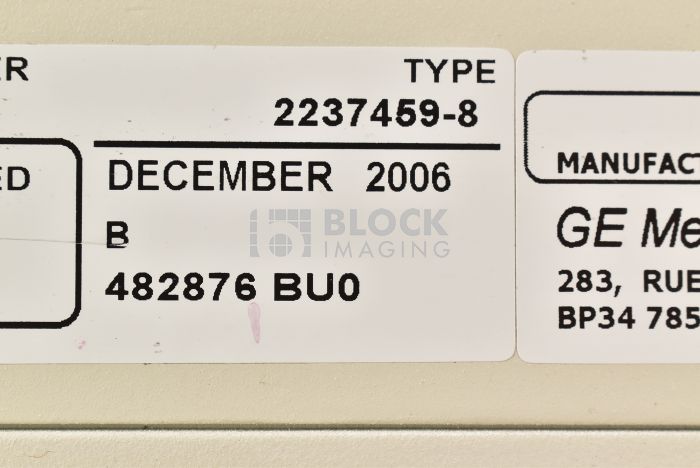 ER
TYPE
2237459-8
ED
DECEMBER 2006
B
482876 BU0
BLOCK
IMAGING
MANUFACT
GE Me
283, RUE
BP34 785